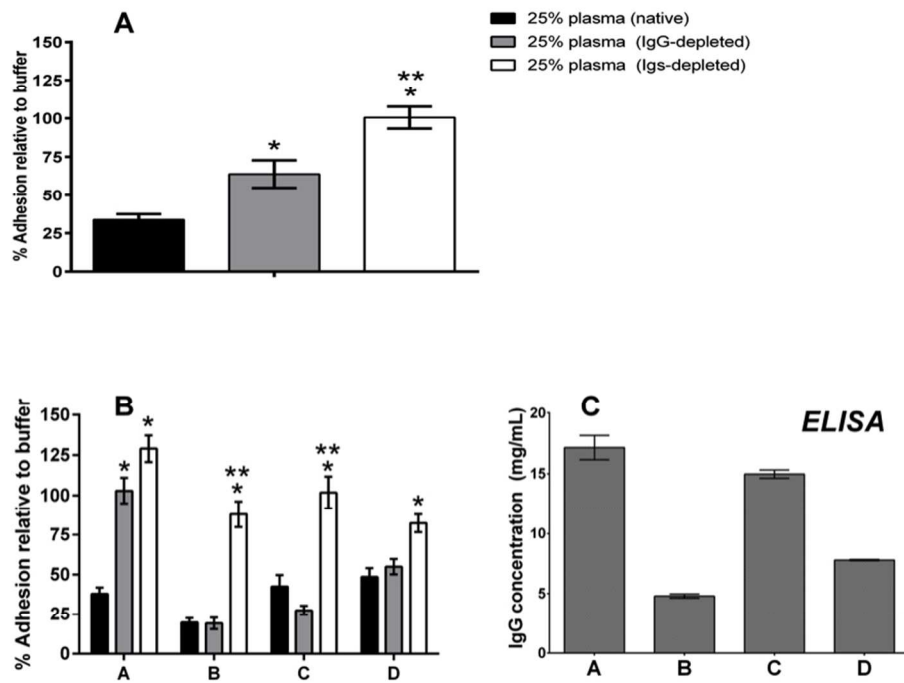 A
25% plasma (native)
25% plasma (IgG-depleted)
25% plasma (Igs-depleted)
% Adhesion relative to buffer
150
125
100
75
50
25
0
*
**
*
B
% Adhesion relative to buffer
150
125
100
75
50
25
0
*
*
**
*
**
*
*
A B C D
C
ELISA
IgG concentration (mg/mL)
20
15
10
5
0
A B C D